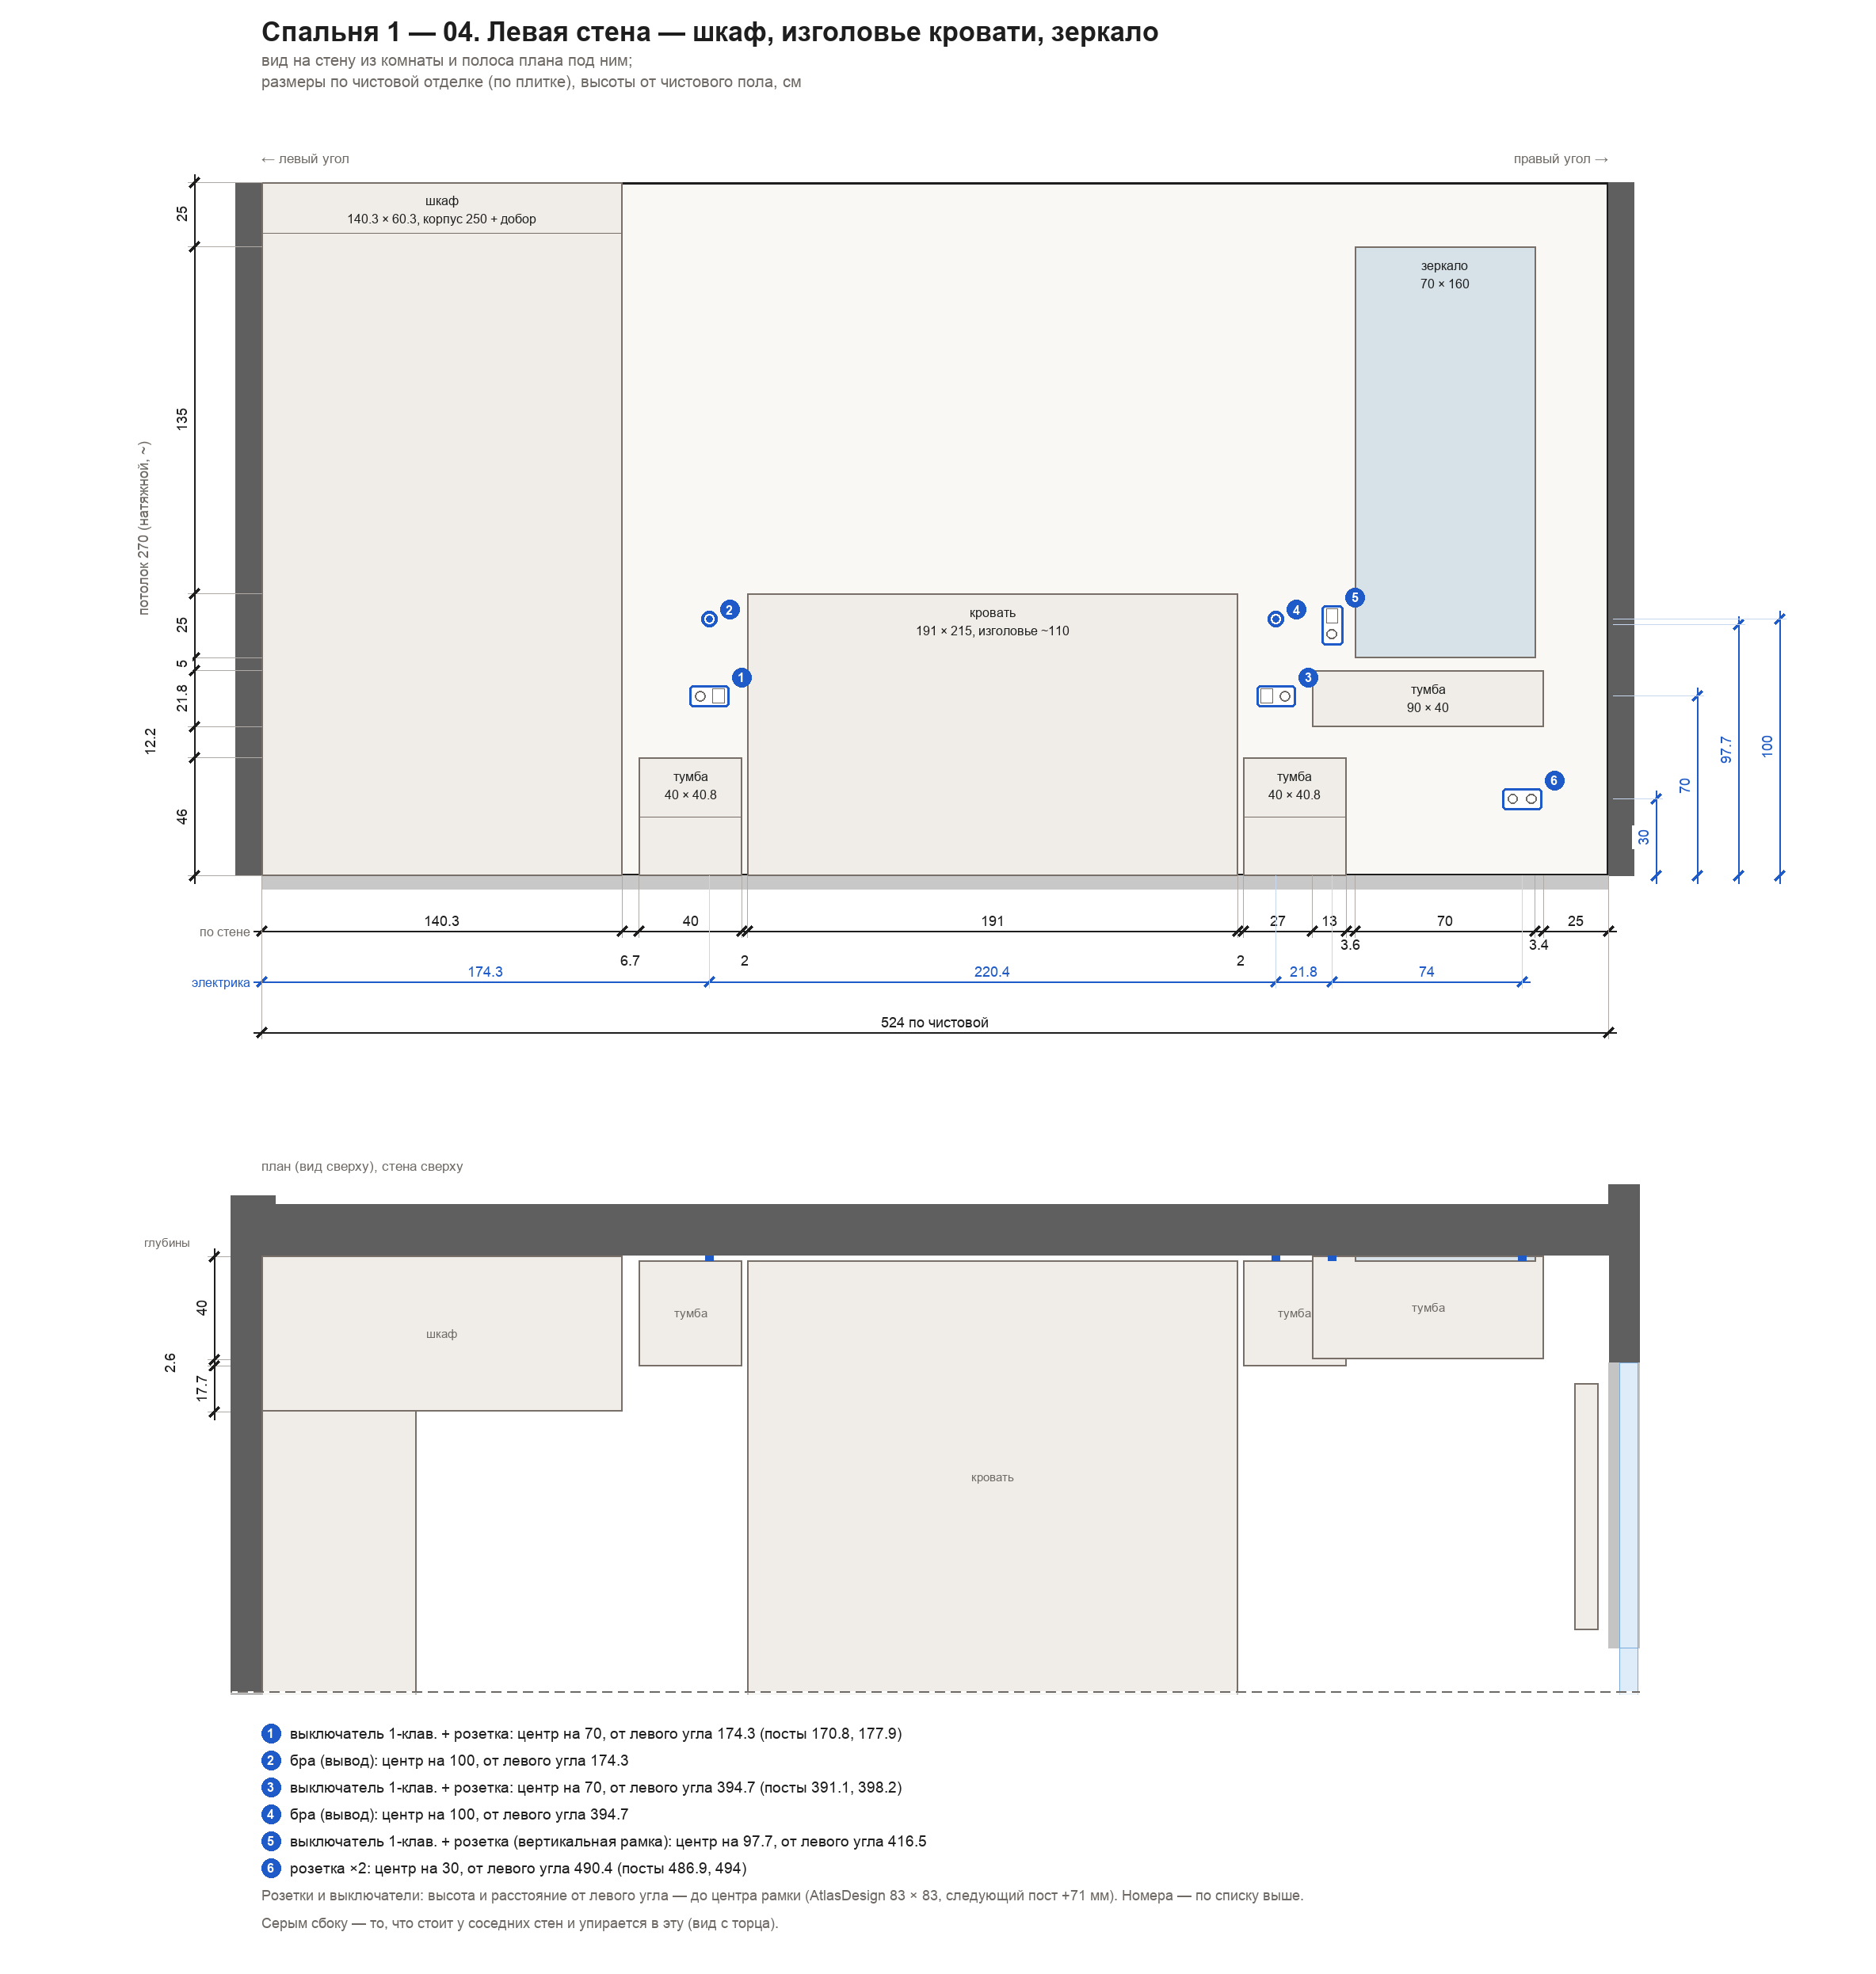 Спальня 1 — 04. Левая стена — шкаф, изголовье кровати, зеркало
вид на стену из комнаты и полоса плана под ним;
размеры по чистовой отделке (по плитке), высоты от чистового пола, см
← левый угол
правый угол →
шкаф
140.3 × 60.3, корпус 250 + добор
зеркало
70 × 160
25
135
потолок 270 (натяжной, ~)
25
5
21.8
12.2
46
2
4
5
кровать
191 × 215, изголовье ~110
1
3
тумба
90 × 40
тумба
40 × 40.8
тумба
40 × 40.8
6
30
70
97.7
100
по стене
140.3
6.7
40
2
191
2
27
13
3.6
70
3.4
25
электрика
174.3
220.4
21.8
74
524 по чистовой
план (вид сверху), стена сверху
глубины
40
2.6
17.7
шкаф
тумба
кровать
тумба
тумба
1 выключатель 1-клав. + розетка: центр на 70, от левого угла 174.3 (посты 170.8, 177.9)
2 бра (вывод): центр на 100, от левого угла 174.3
3 выключатель 1-клав. + розетка: центр на 70, от левого угла 394.7 (посты 391.1, 398.2)
4 бра (вывод): центр на 100, от левого угла 394.7
5 выключатель 1-клав. + розетка (вертикальная рамка): центр на 97.7, от левого угла 416.5
6 розетка ×2: центр на 30, от левого угла 490.4 (посты 486.9, 494)
Розетки и выключатели: высота и расстояние от левого угла — до центра рамки (AtlasDesign 83 × 83, следующий пост +71 мм). Номера — по списку выше.
Серым сбоку — то, что стоит у соседних стен и упирается в эту (вид с торца).